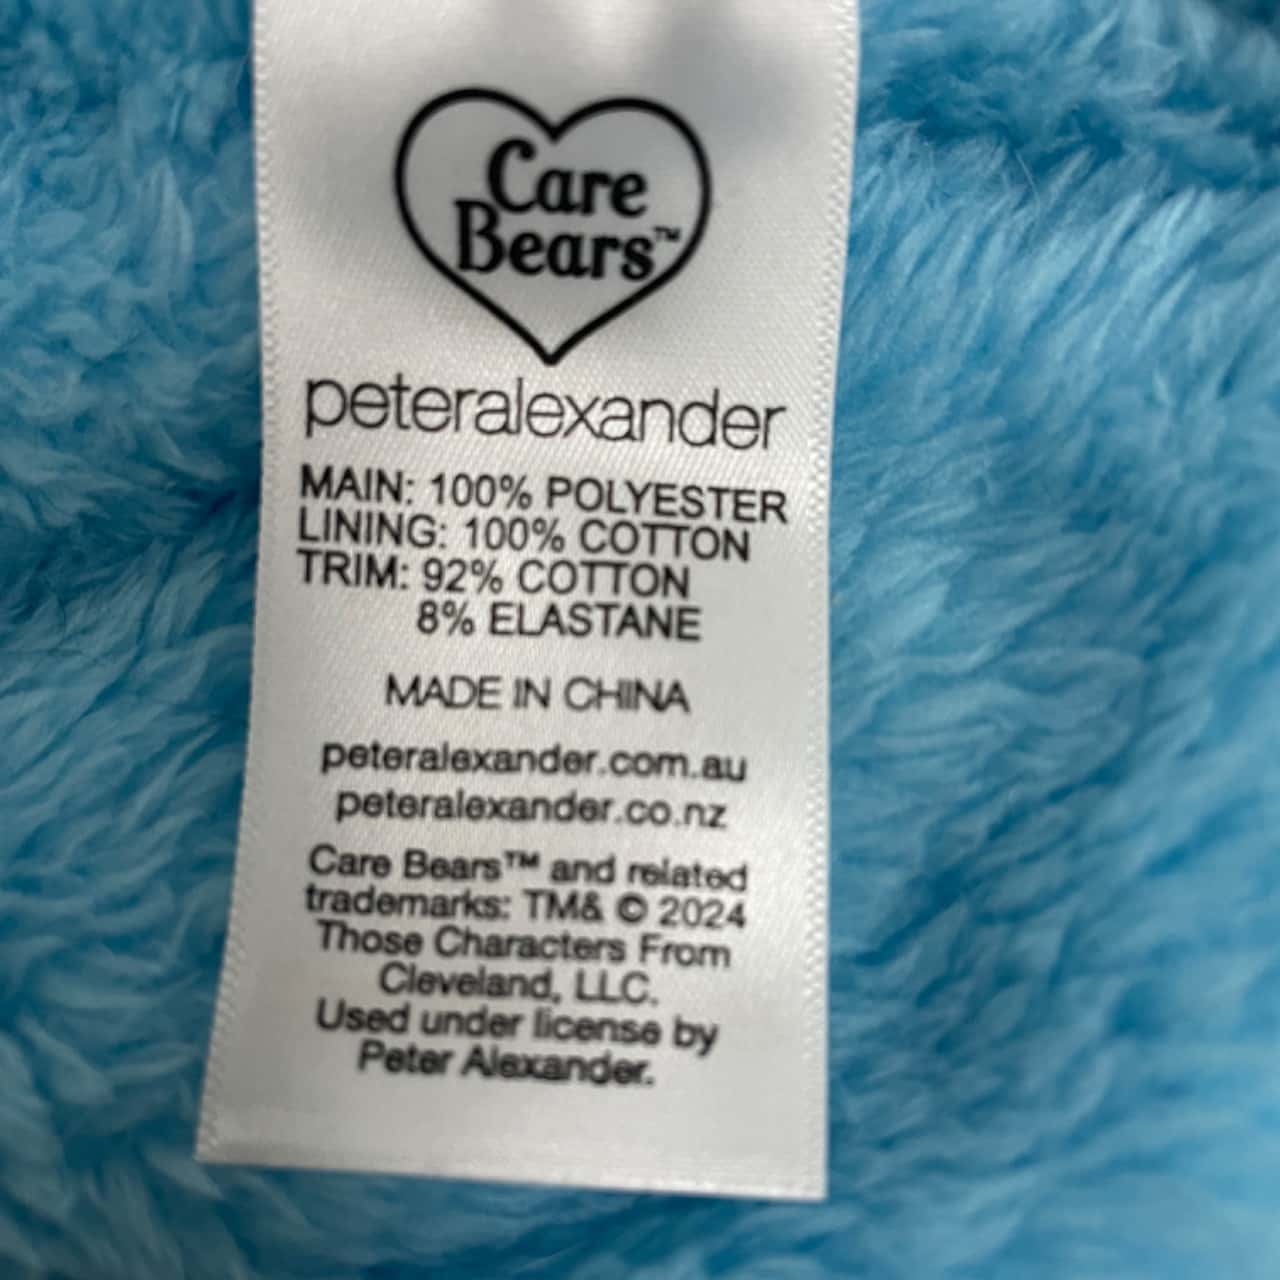 Care
Bears™
peteralexander
MAIN: 100% POLYESTER
LINING: 100% COTTON
TRIM: 92% COTTON
8% ELASTANE
MADE IN CHINA
peteralexander.com.au
peteralexander.co.nz
Care Bears™ and related
trademarks: TM& © 2024
Those Characters From
Cleveland, LLC.
Used under license by
Peter Alexander.